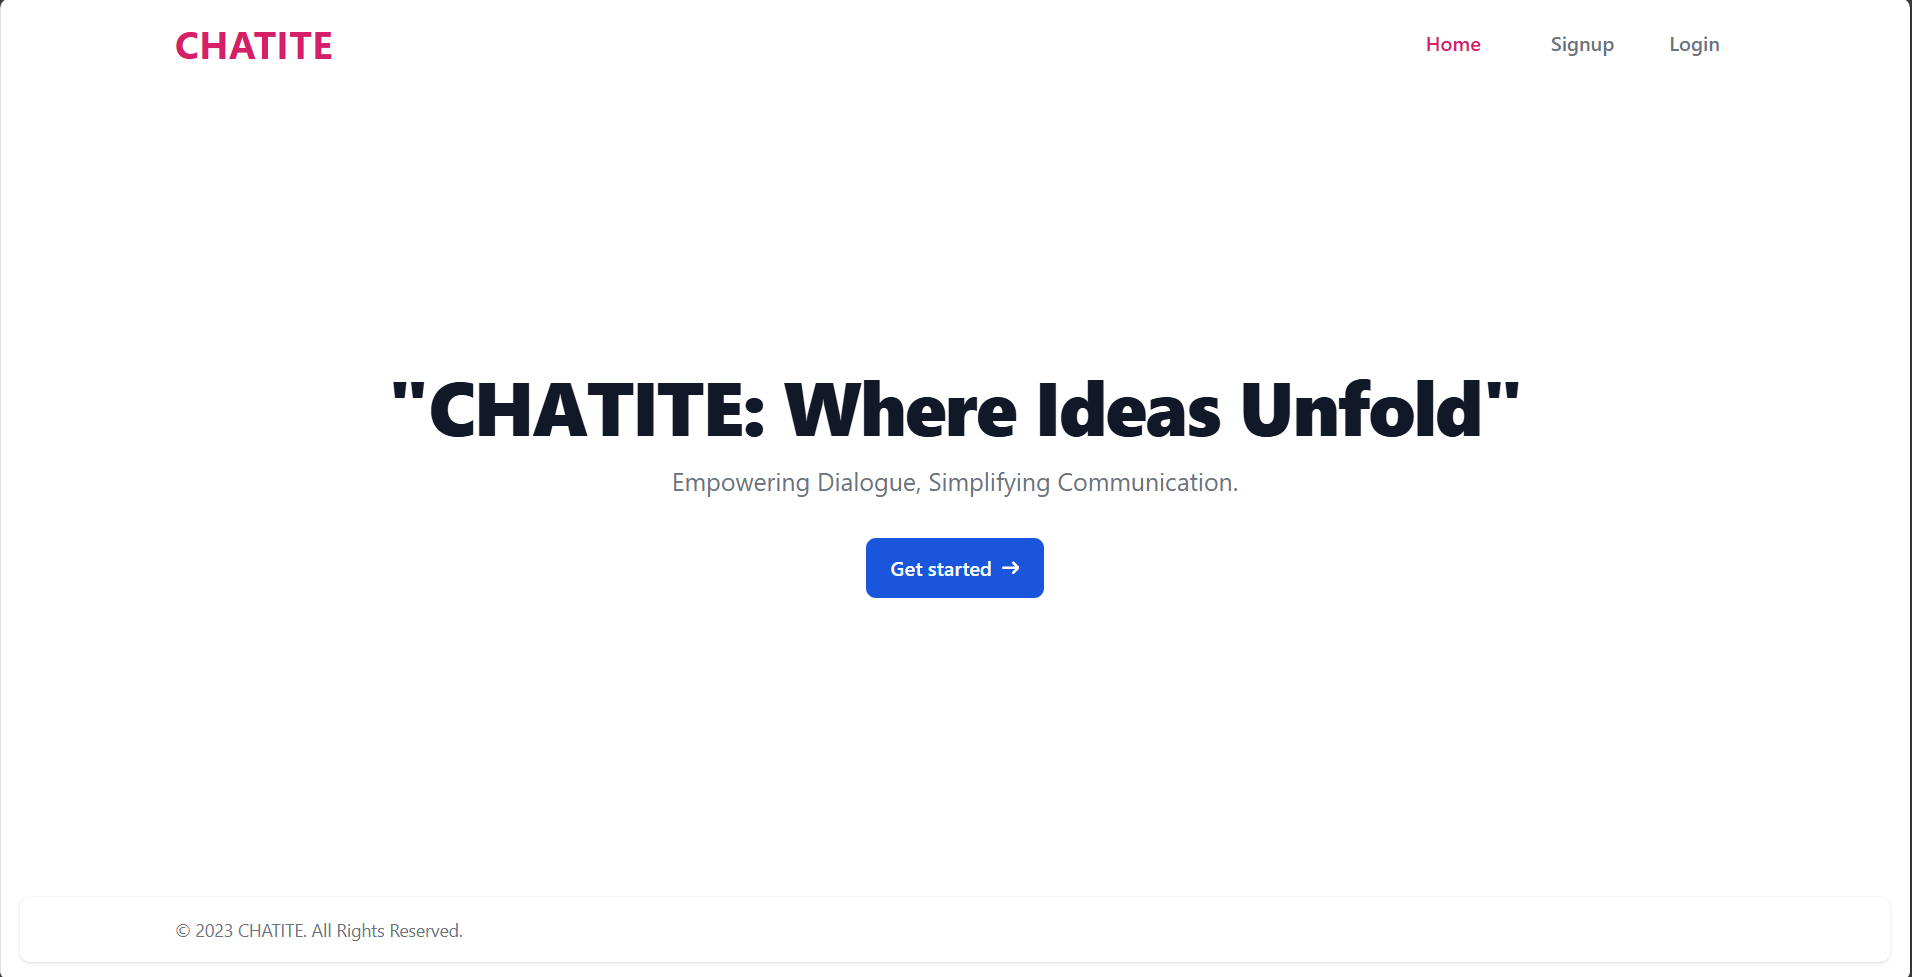 CHATITE
Home Signup Login
"CHATITE: Where Ideas Unfold"
Empowering Dialogue, Simplifying Communication.
Get started →
© 2023 CHATITE. All Rights Reserved.